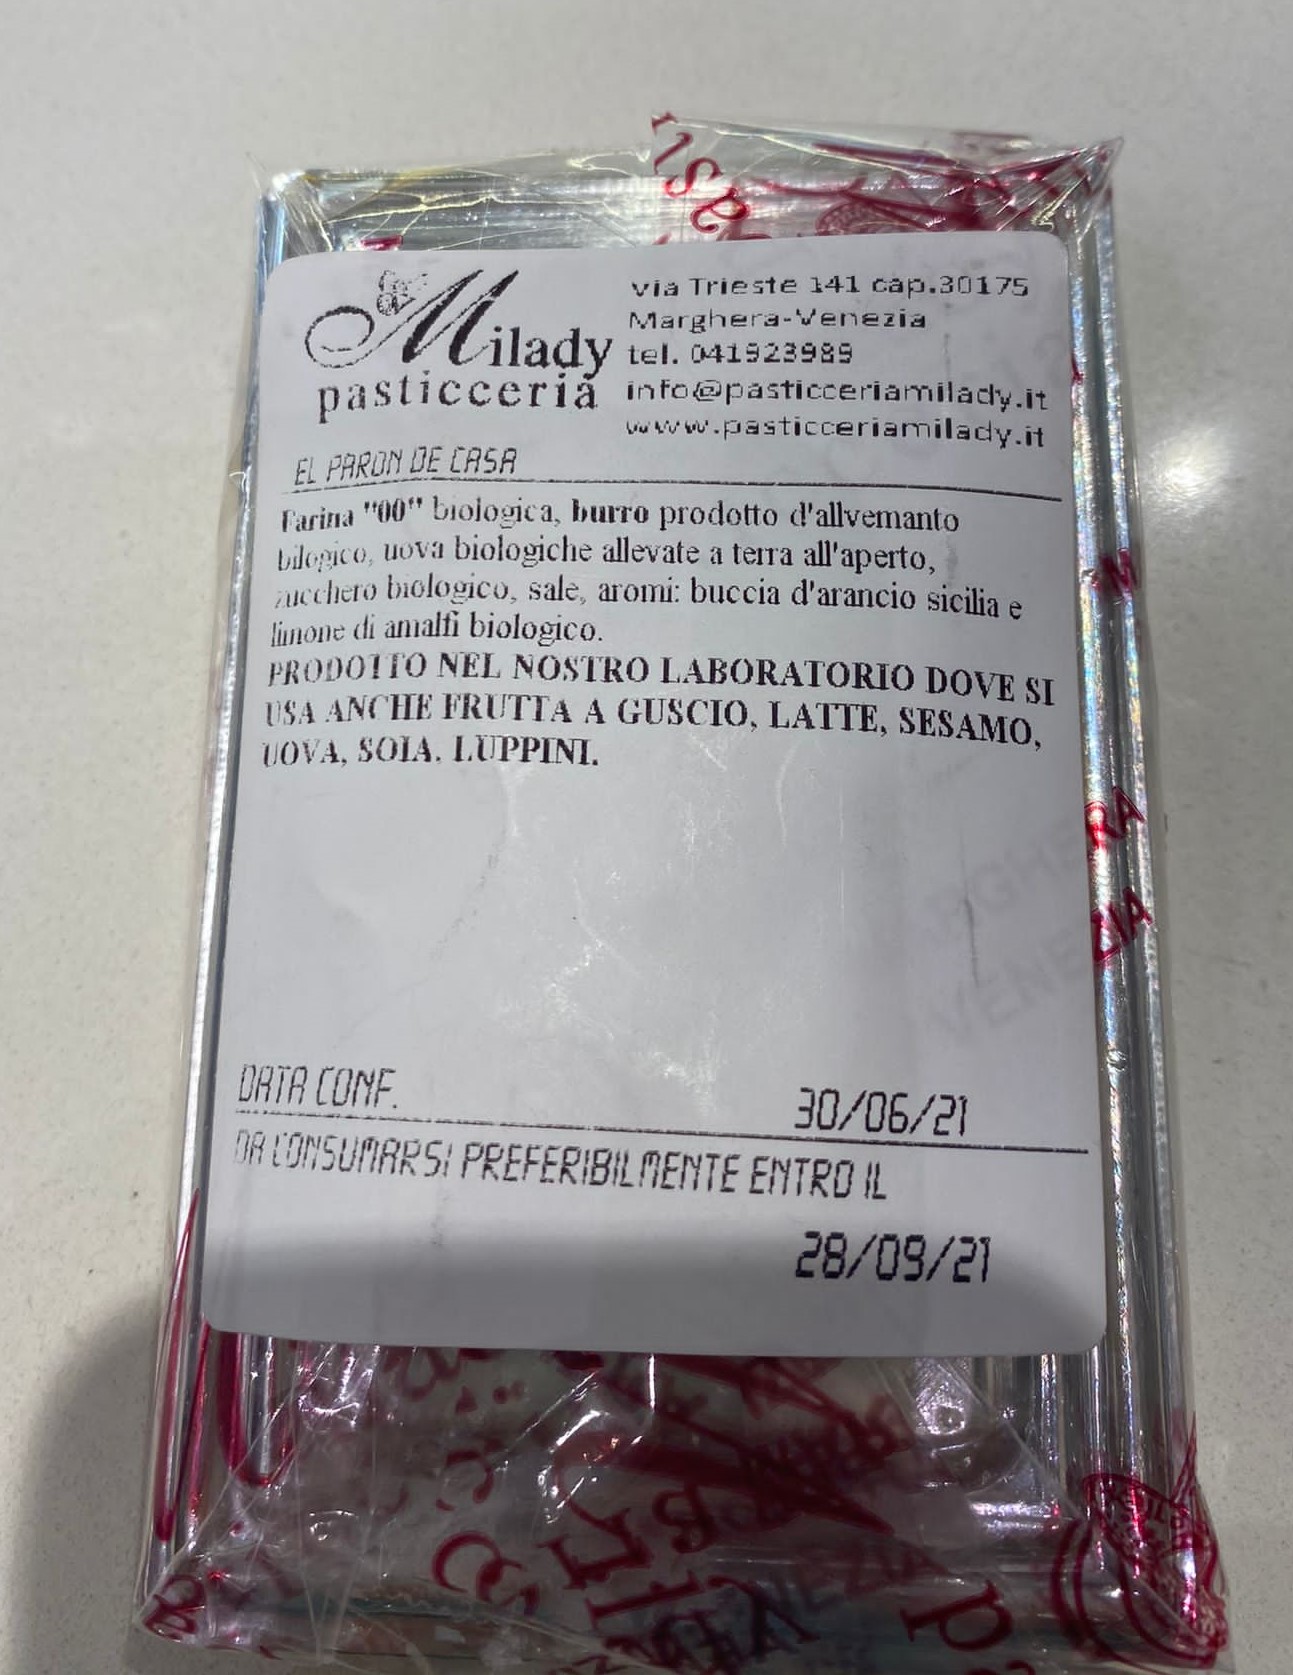 Milady
pasticceria
via Trieste 141 cap.30175
Marghera-Venezia
tel. 041923989
info@pasticceriamilady.it
www.pasticceriamilady.it
EL PARON DE CASA
Farina "00" biologica, burro prodotto d'allvemanto
bilogico, uova biologiche allevate a terra all'aperto,
zucchero biologico, sale, aromi: buccia d'arancio sicilia e
limone di amalfi biologico.
PRODOTTO NEL NOSTRO LABORATORIO DOVE SI
USA ANCHE FRUTTA A GUSCIO, LATTE, SESAMO,
UOVA, SOIA, LUPPINI.
DATA CONF.
30/06/21
DA CONSUMARSI PREFERIBILMENTE ENTRO IL
28/09/21